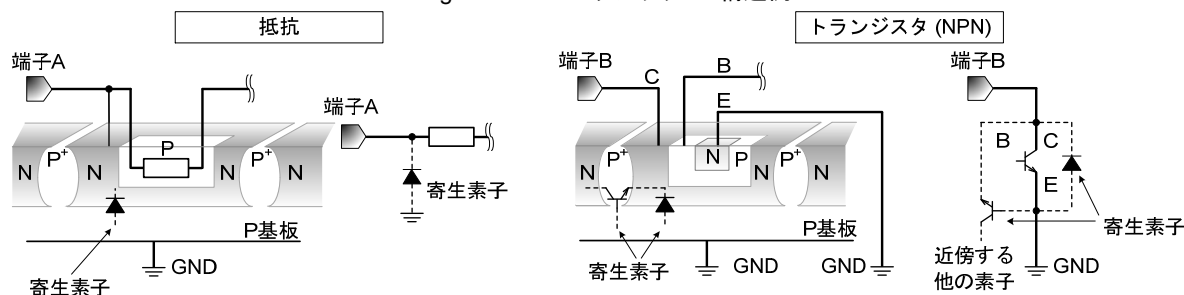 抵抗
トランジスタ (NPN)
端子A
端子A
P
N
P+
N
N
P+
N
寄生素子
P基板
GND
寄生素子
端子B
C
B
E
N
P+
N
N
P
N
P+
N
P基板
寄生素子
GND
GND
端子B
B
C
E
寄生素子
近傍する
他の素子
GND